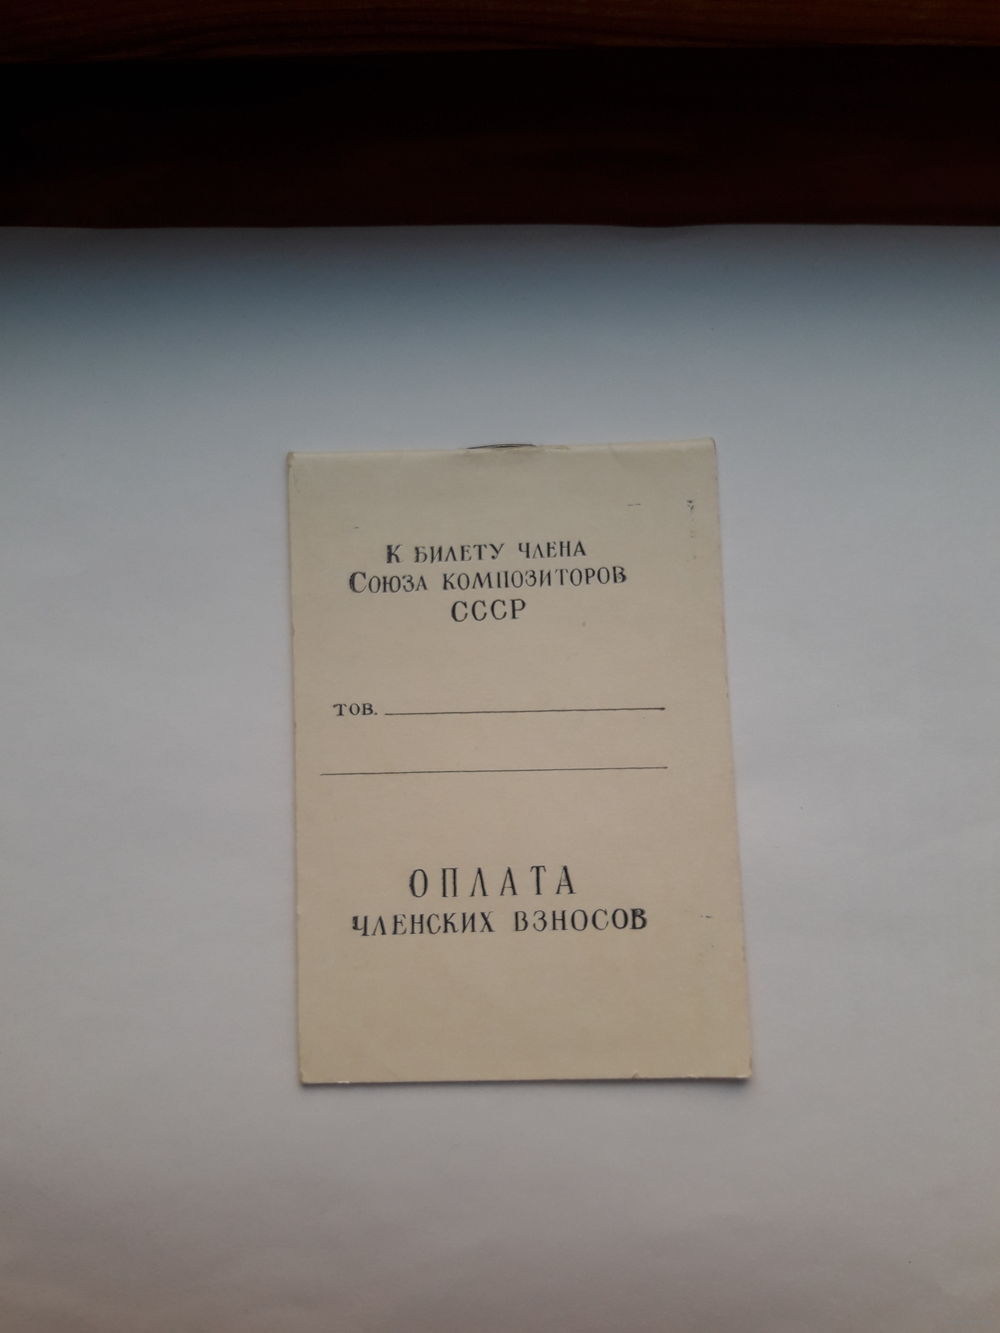 К БИЛЕТУ ЧЛЕНА
СОЮЗА КОМПОЗИТОРОВ
СССР
ТОВ.
ОПЛАТА
ЧЛЕНСКИХ ВЗНОСОВ